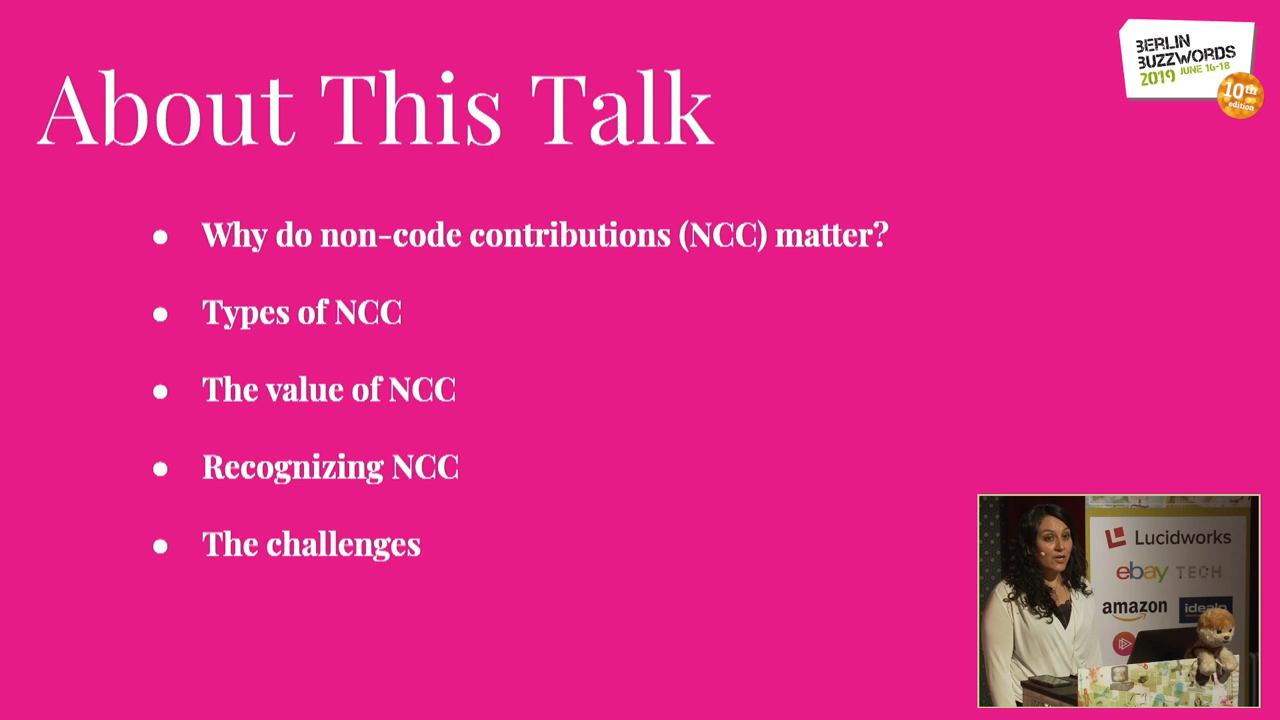 BERLIN
BUZZWORDS
2019 JUNE 16-18
10th
edition
About This Talk
Why do non-code contributions (NCC) matter?
Types of NCC
The value of NCC
Recognizing NCC
The challenges
Lucidworks
ebay TECH
amazon
idealo